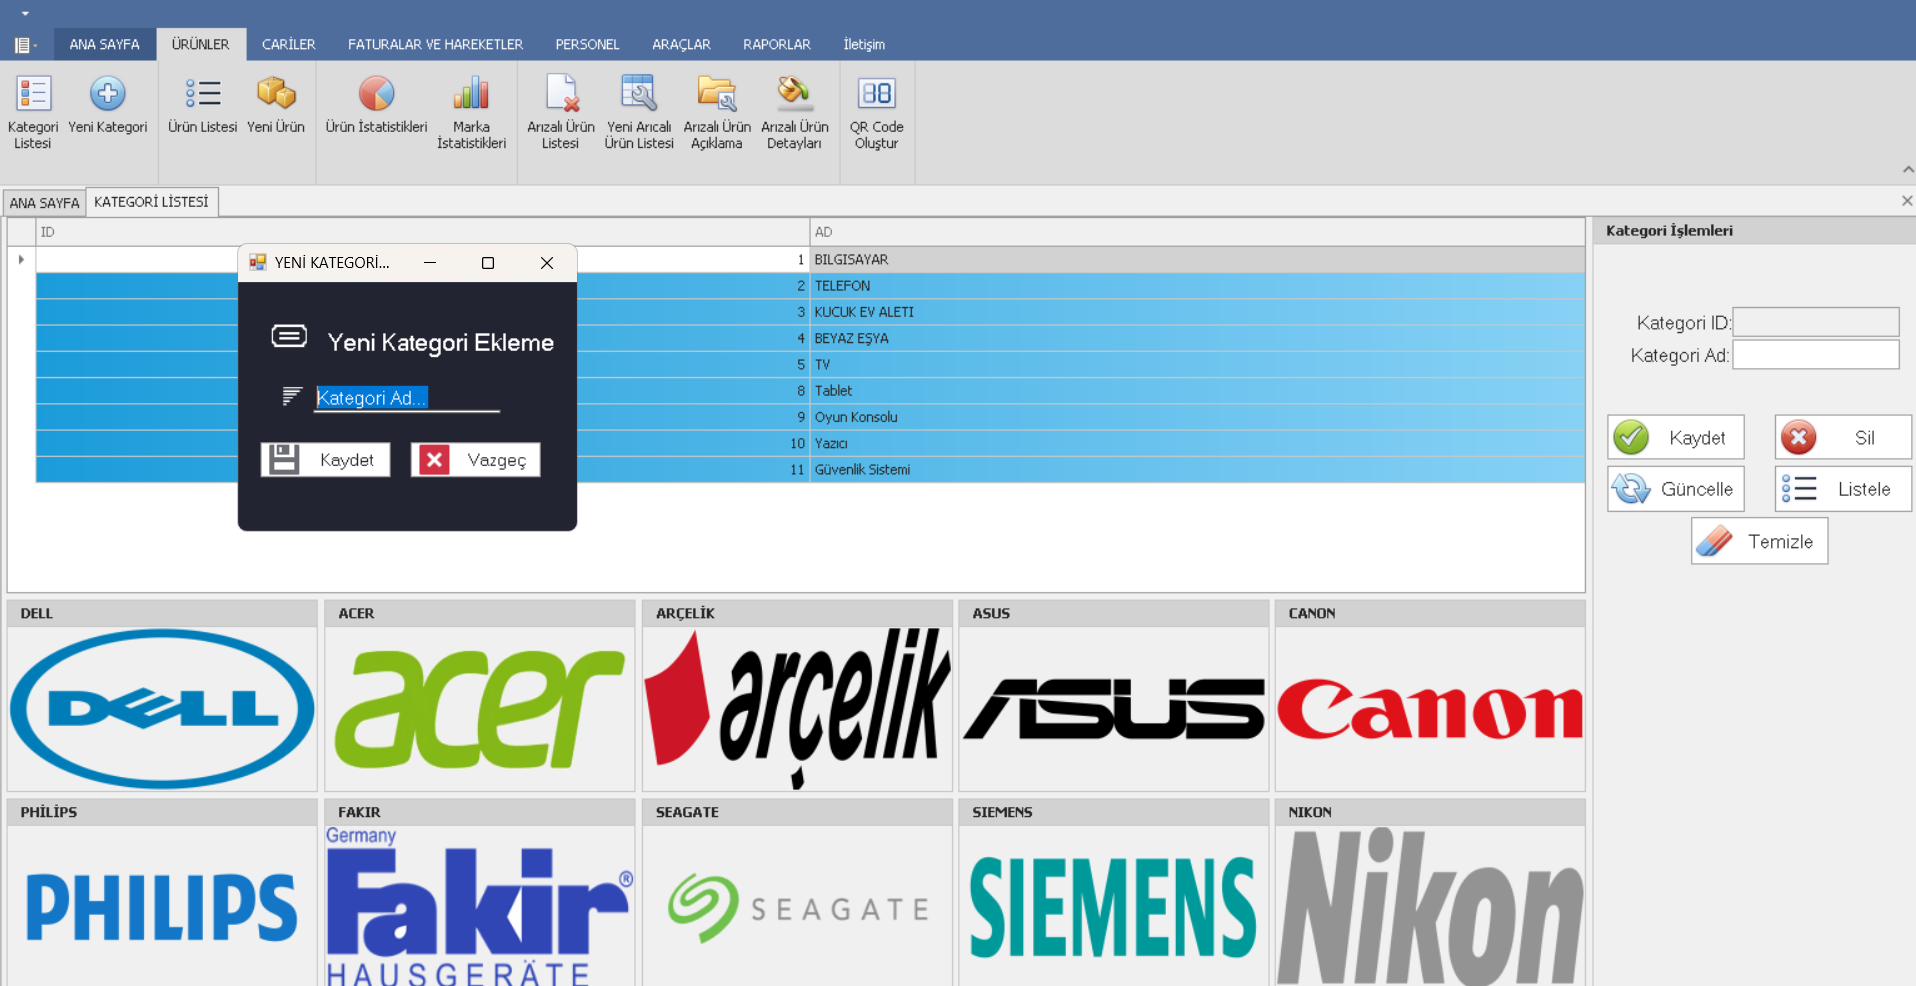 ANA SAYFA ÜRÜNLER CARİLER FATURALAR VE HAREKETLER PERSONEL ARAÇLAR RAPORLAR İletişim
Kategori Listesi Yeni Kategori Ürün Listesi Yeni Ürün Ürün İstatistikleri Marka İstatistikleri Arızalı Ürün Listesi Yeni Arıcalı Ürün Listesi Arızalı Ürün Açıklama Arızalı Ürün Detayları QR Code Oluştur
ANA SAYFA KATEGORİ LİSTESİ
ID AD
1 BILGISAYAR
2 TELEFON
3 KUCUK EV ALETI
4 BEYAZ EŞYA
5 TV
8 Tablet
9 Oyun Konsolu
10 Yazıcı
11 Güvenlik Sistemi
YENİ KATEGORİ...
Yeni Kategori Ekleme
Kategori Ad...
Kaydet Vazgeç
Kategori İşlemleri
Kategori ID:
Kategori Ad:
Kaydet Sil
Güncelle Listele
Temizle
DELL ACER ARÇELİK ASUS CANON
DELL acer arçelik ASUS Canon
PHİLİPS FAKIR SEAGATE SIEMENS NIKON
PHILIPS Germany Fakir® HAUSGERÄTE SEAGATE SIEMENS Nikon